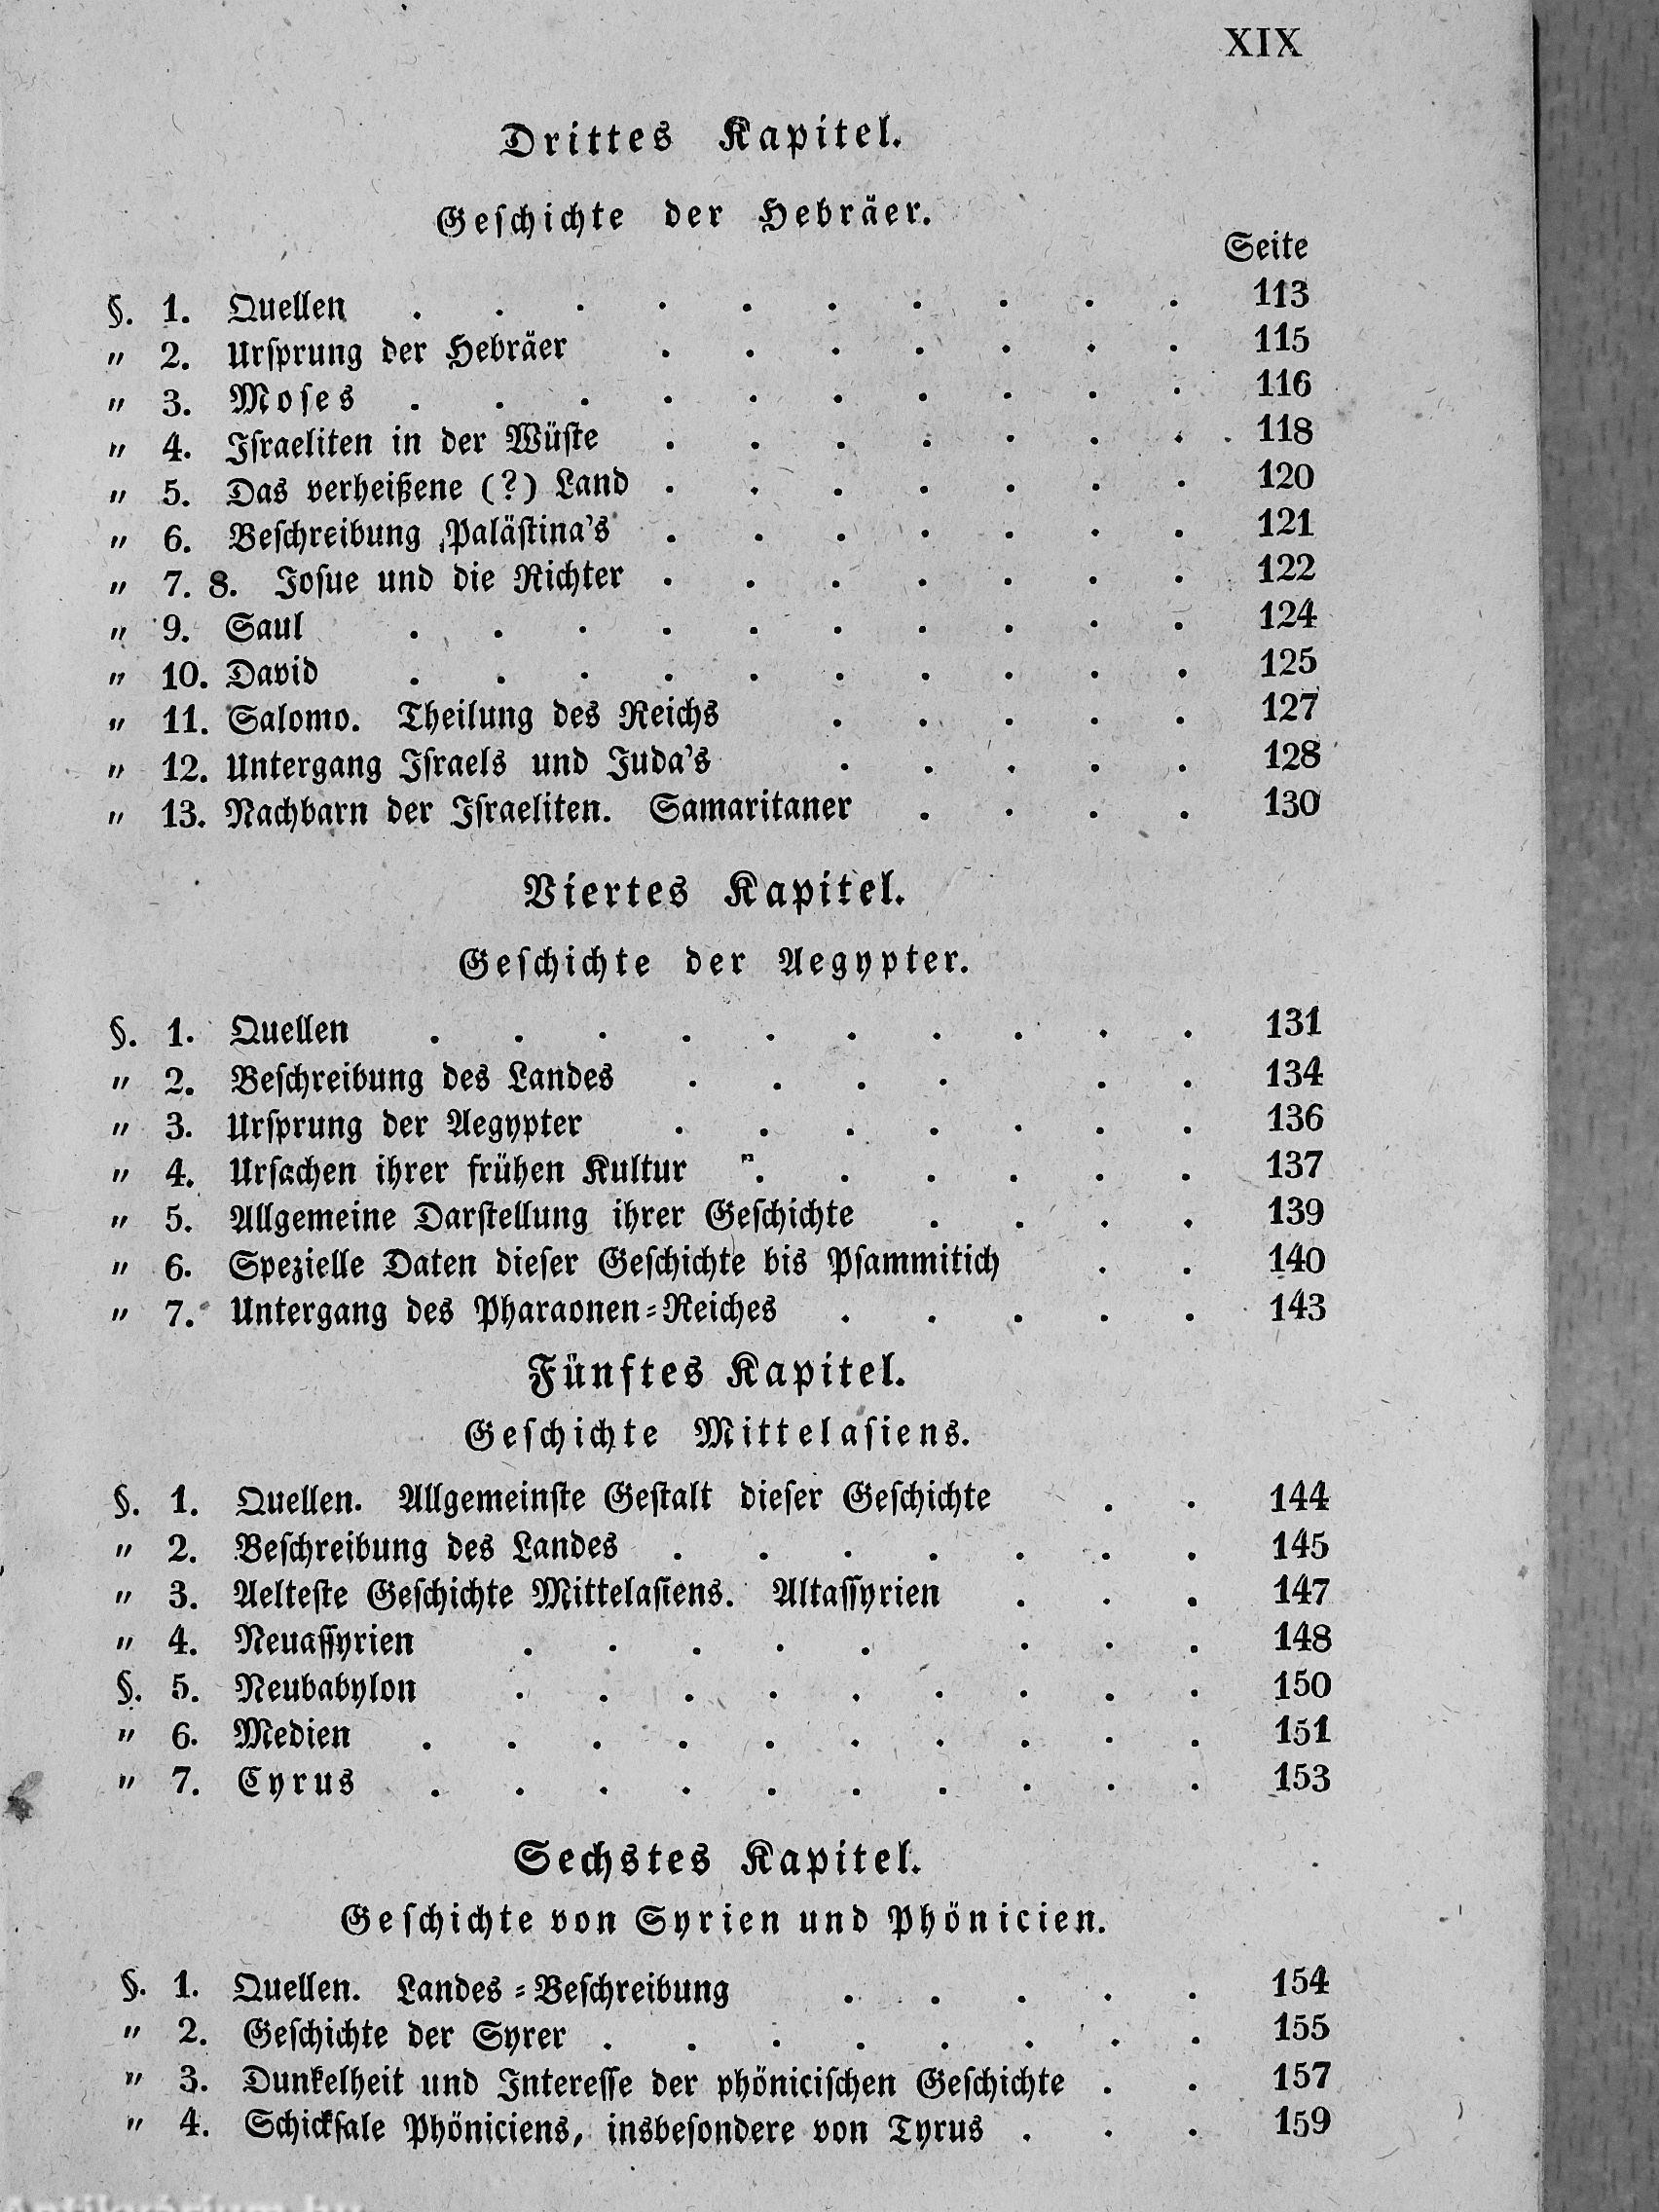 XIX
Drittes Kapitel.
Geſchichte der Hebräer.
Seite
§. 1. Quellen . . . . . . . . . . 113
„ 2. Urſprung der Hebräer . . . . . . . 115
„ 3. Moſes . . . . . . . . . . 116
„ 4. Iſraeliten in der Wüſte . . . . . . . 118
„ 5. Das verheißene (?) Land . . . . . . . 120
„ 6. Beſchreibung Paläſtina's . . . . . . . 121
„ 7. 8. Joſue und die Richter . . . . . . . 122
„ 9. Saul . . . . . . . . . . 124
„ 10. David . . . . . . . . . . 125
„ 11. Salomo. Theilung des Reichs . . . . . 127
„ 12. Untergang Iſraels und Juda's . . . . . 128
„ 13. Nachbarn der Iſraeliten. Samaritaner . . . . 130
Viertes Kapitel.
Geſchichte der Aegypter.
§. 1. Quellen . . . . . . . . . . 131
„ 2. Beſchreibung des Landes . . . . . . 134
„ 3. Urſprung der Aegypter . . . . . . . 136
„ 4. Urſachen ihrer frühen Kultur . . . . . . 137
„ 5. Allgemeine Darſtellung ihrer Geſchichte . . . . 139
„ 6. Spezielle Daten dieſer Geſchichte bis Pſammitich . . 140
„ 7. Untergang des Pharaonen-Reiches . . . . . 143
Fünftes Kapitel.
Geſchichte Mittelaſiens.
§. 1. Quellen. Allgemeinſte Geſtalt dieſer Geſchichte . . 144
„ 2. Beſchreibung des Landes . . . . . . . 145
„ 3. Aelteſte Geſchichte Mittelaſiens. Altaſſyrien . . . 147
„ 4. Neuaſſyrien . . . . . . . . 148
§. 5. Neubabylon . . . . . . . . . 150
„ 6. Medien . . . . . . . . . . 151
„ 7. Cyrus . . . . . . . . . . 153
Sechstes Kapitel.
Geſchichte von Syrien und Phönicien.
§. 1. Quellen. Landes-Beſchreibung . . . . . 154
„ 2. Geſchichte der Syrer . . . . . . . . 155
„ 3. Dunkelheit und Intereſſe der phöniciſchen Geſchichte . . 157
„ 4. Schickſale Phöniciens, insbeſondere von Tyrus . . . 159